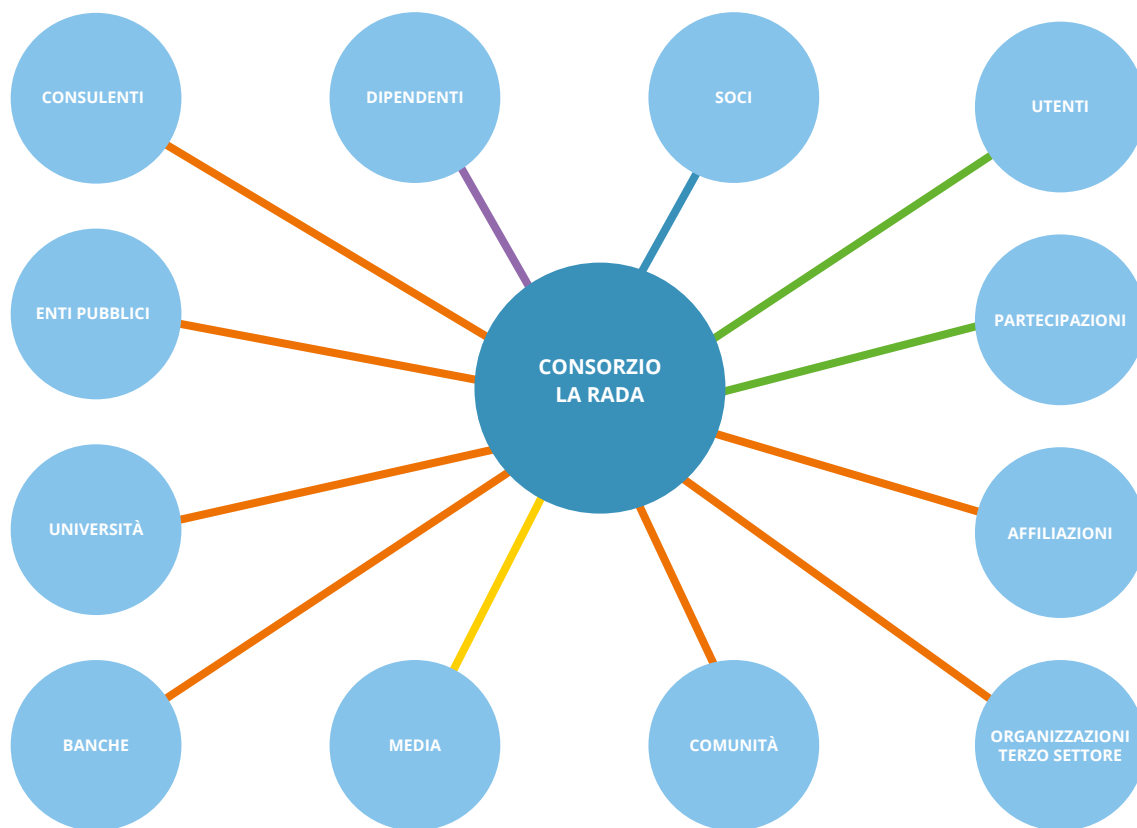 CONSULENTI
DIPENDENTI
SOCI
UTENTI
ENTI PUBBLICI
PARTECIPAZIONI
CONSORZIO
LA RADA
UNIVERSITÀ
AFFILIAZIONI
BANCHE
MEDIA
COMUNITÀ
ORGANIZZAZIONI
TERZO SETTORE